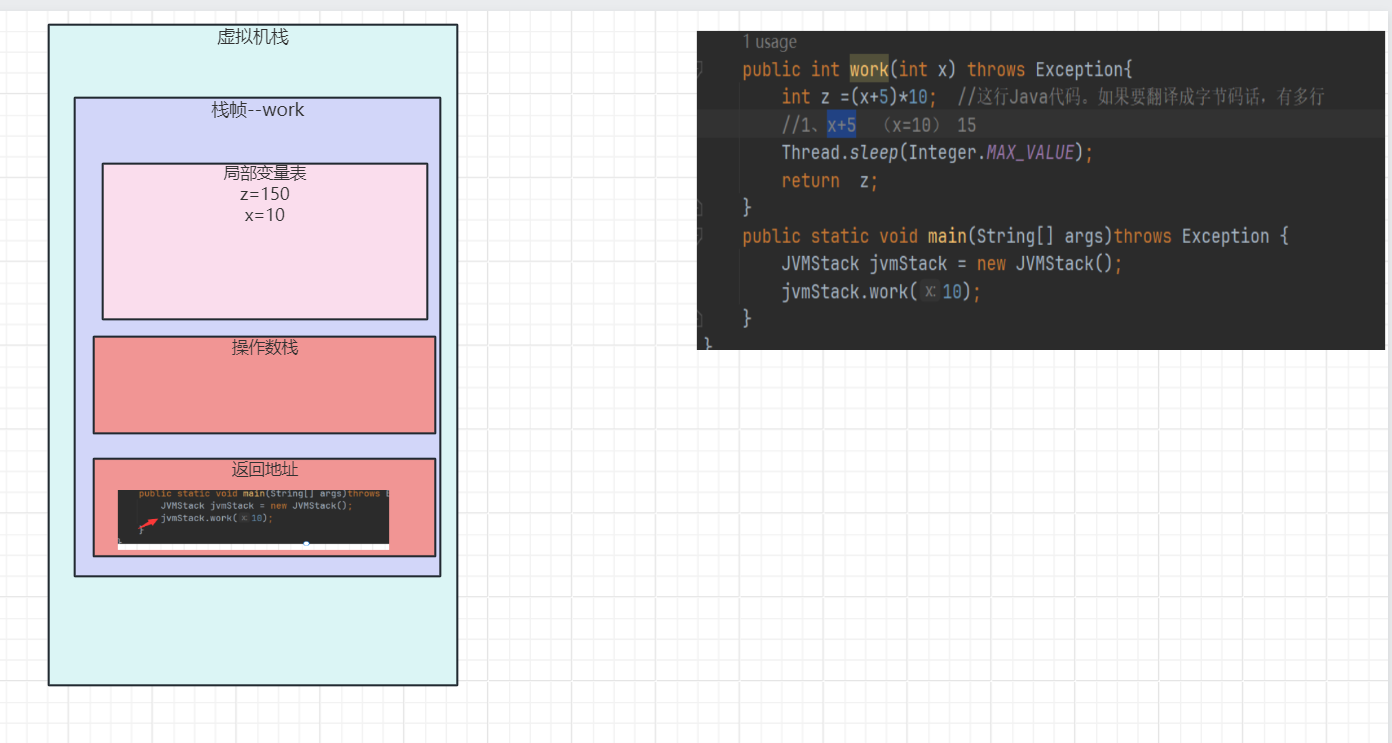 虚拟机栈
栈帧--work
局部变量表
z=150
x=10
操作数栈
返回地址
public static void main(String[] args)throws E
JVMStack jvmStack = new JVMStack();
jvmStack.work( x: 10);
}
1 usage
public int work(int x) throws Exception{
int z =(x+5)*10;  //这行Java代码。如果要翻译成字节码话，有多行
//1、x+5  （x=10） 15
Thread.sleep(Integer.MAX_VALUE);
return  z;
}
public static void main(String[] args)throws Exception {
JVMStack jvmStack = new JVMStack();
jvmStack.work( x: 10);
}
}